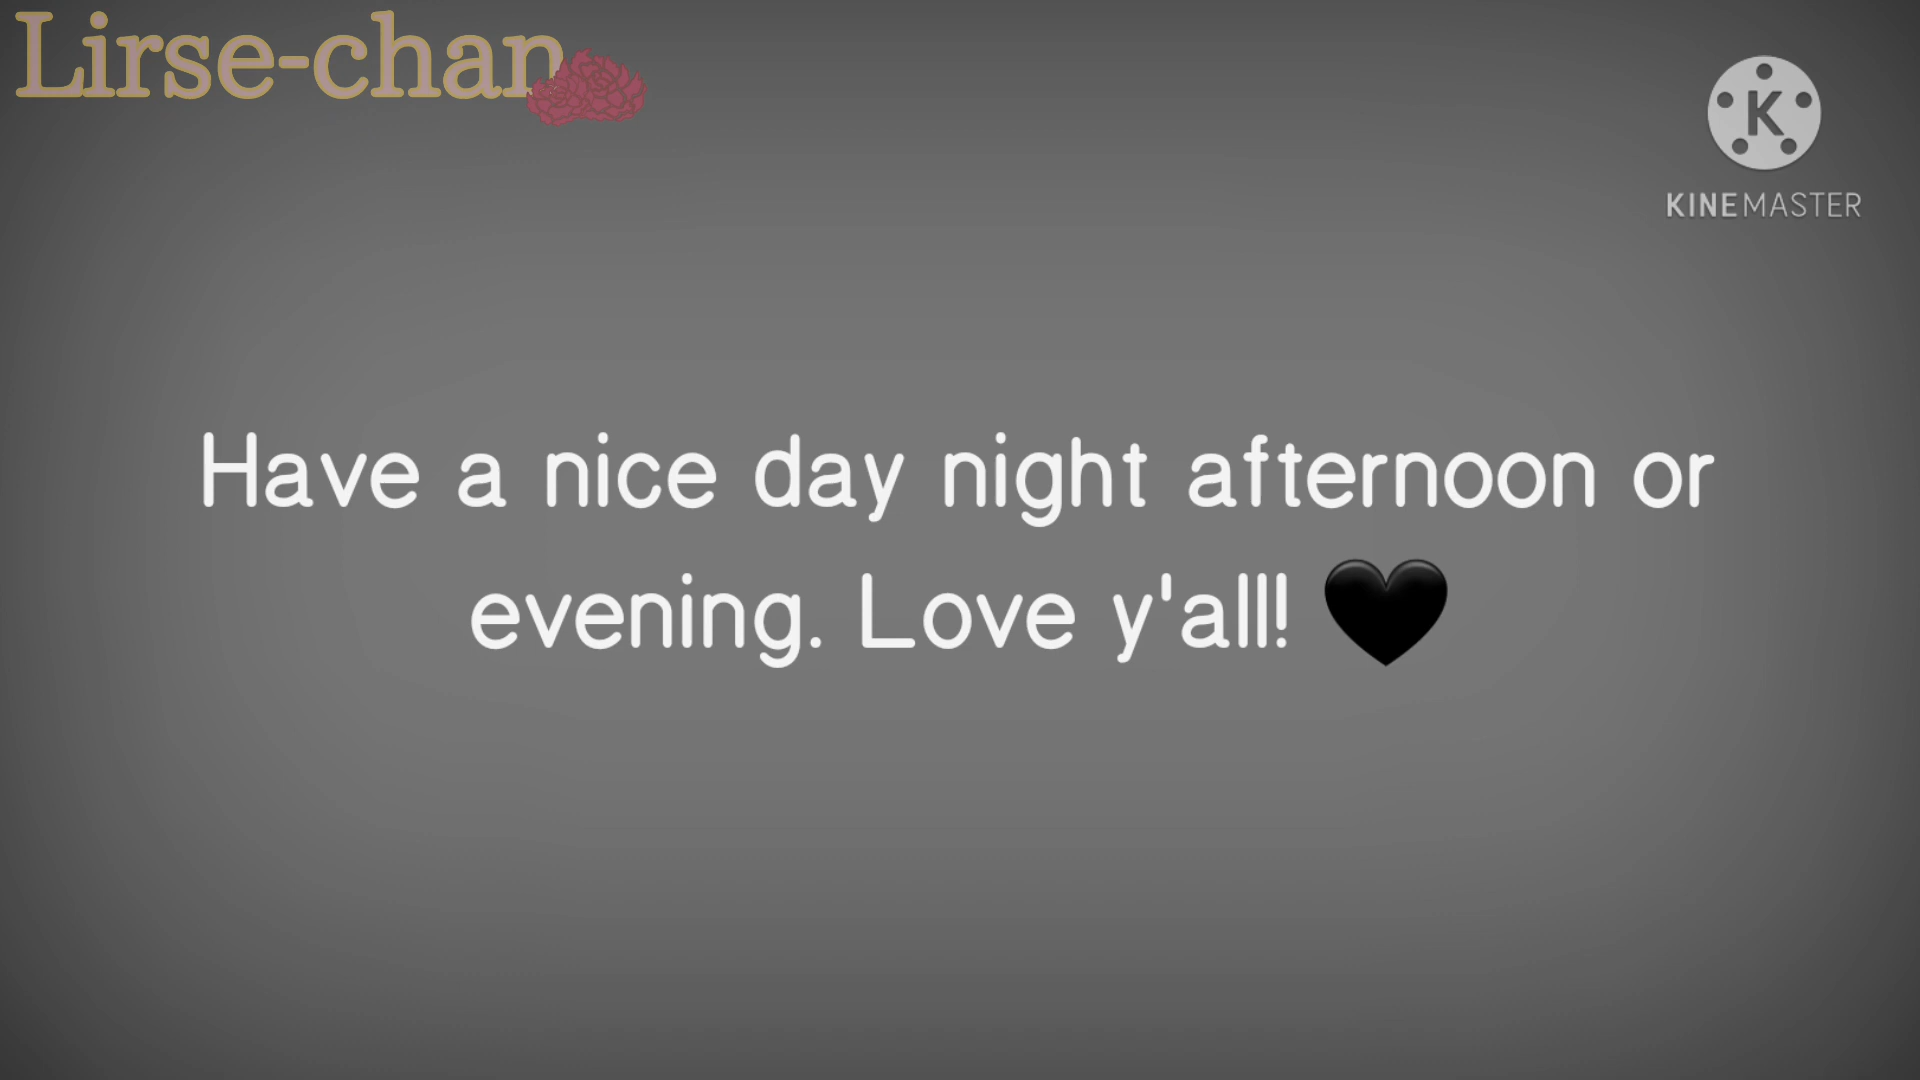 Lirse-chan
K
KINEMASTER
Have a nice day night afternoon or
evening. Love y'all! 🖤